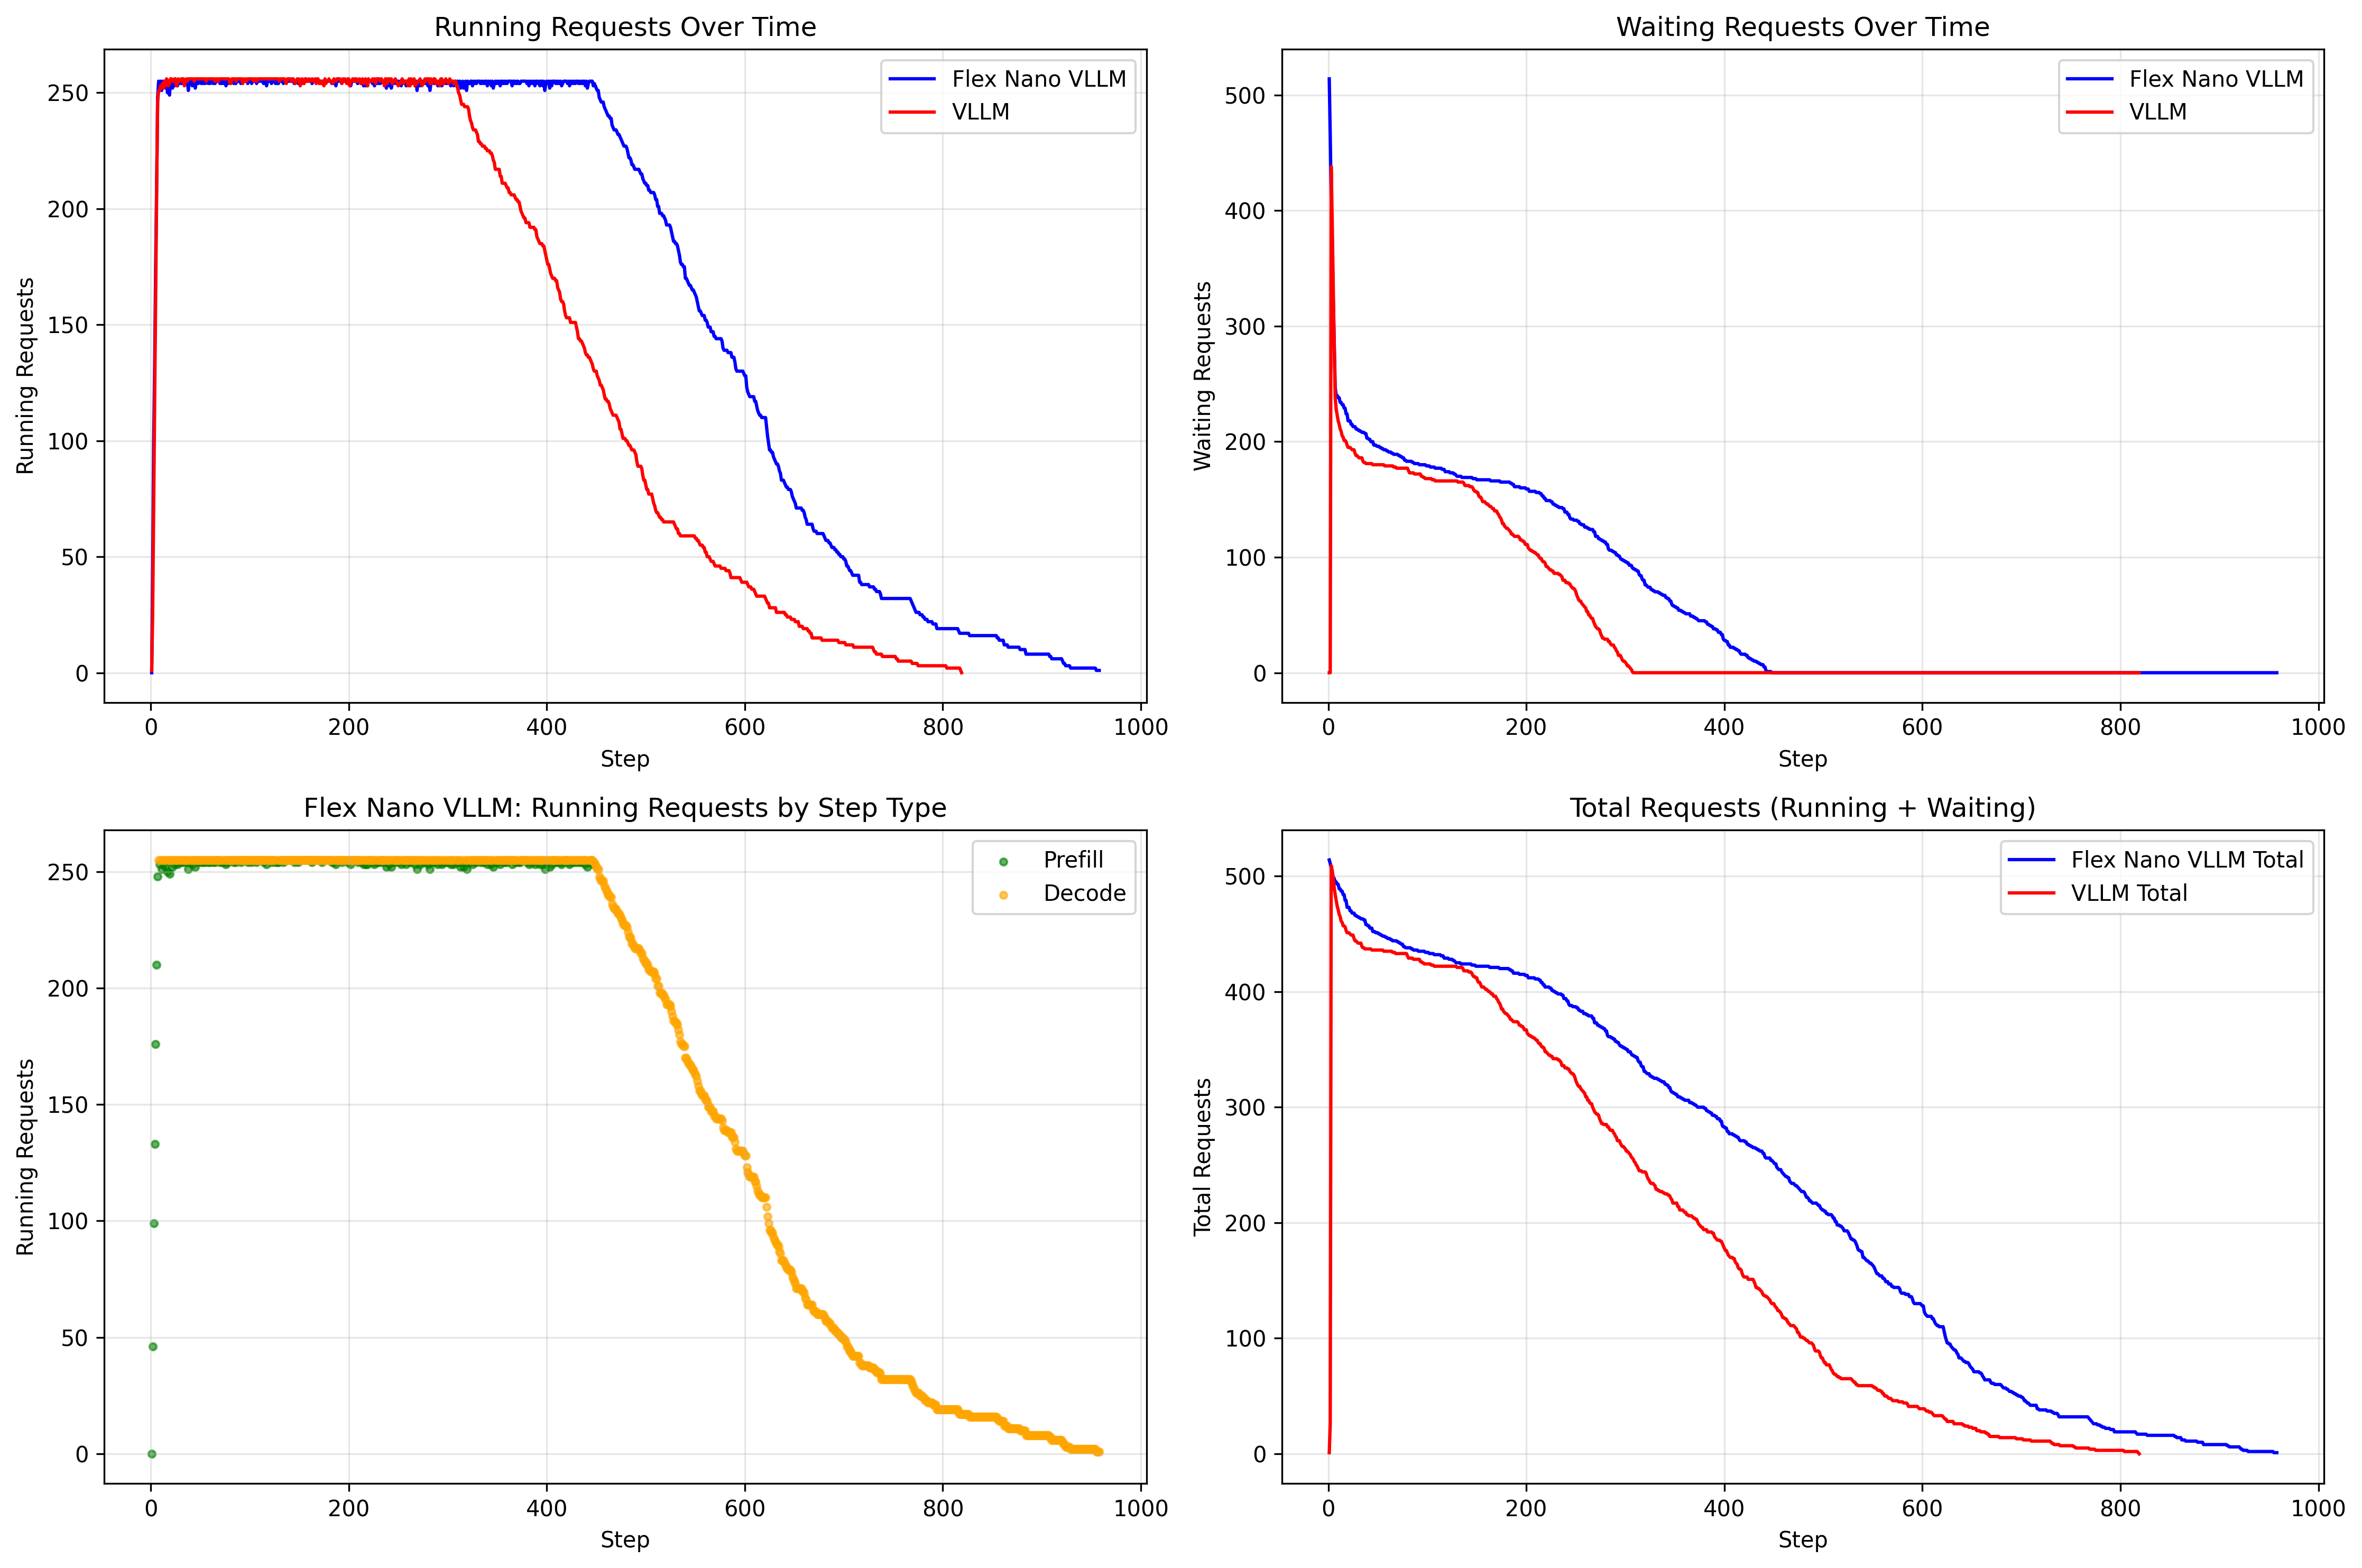 Running Requests Over Time
Running Requests
250
200
150
100
50
0
0 200 400 600 800 1000
Step
Flex Nano VLLM
VLLM
Waiting Requests Over Time
Waiting Requests
500
400
300
200
100
0
0 200 400 600 800 1000
Step
Flex Nano VLLM
VLLM
Flex Nano VLLM: Running Requests by Step Type
Running Requests
250
200
150
100
50
0
0 200 400 600 800 1000
Step
Prefill
Decode
Total Requests (Running + Waiting)
Total Requests
500
400
300
200
100
0
0 200 400 600 800 1000
Step
Flex Nano VLLM Total
VLLM Total